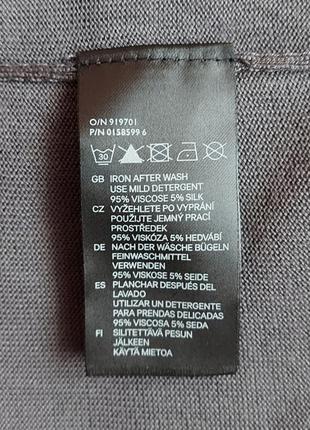 O/N 919701
P/N 0158599 6
30
GB IRON AFTER WASH
USE MILD DETERGENT
95% VISCOSE 5% SILK
CZ VYŽEHLETE PO VYPRÁNÍ
POUŽIJTE JEMNÝ PRACÍ
PROSTŘEDEK
95% VISKÓZA 5% HEDVÁBÍ
DE NACH DER WÄSCHE BÜGELN
FEINWASCHMITTEL
VERWENDEN
95% VISKOSE 5% SEIDE
ES PLANCHAR DESPUÉS DEL
LAVADO
UTILIZAR UN DETERGENTE
PARA PRENDAS DELICADAS
95% VISCOSA 5% SEDA
FI SILITETTÄVÄ PESUN
JÄLKEEN
KÄYTÄ MIETOA